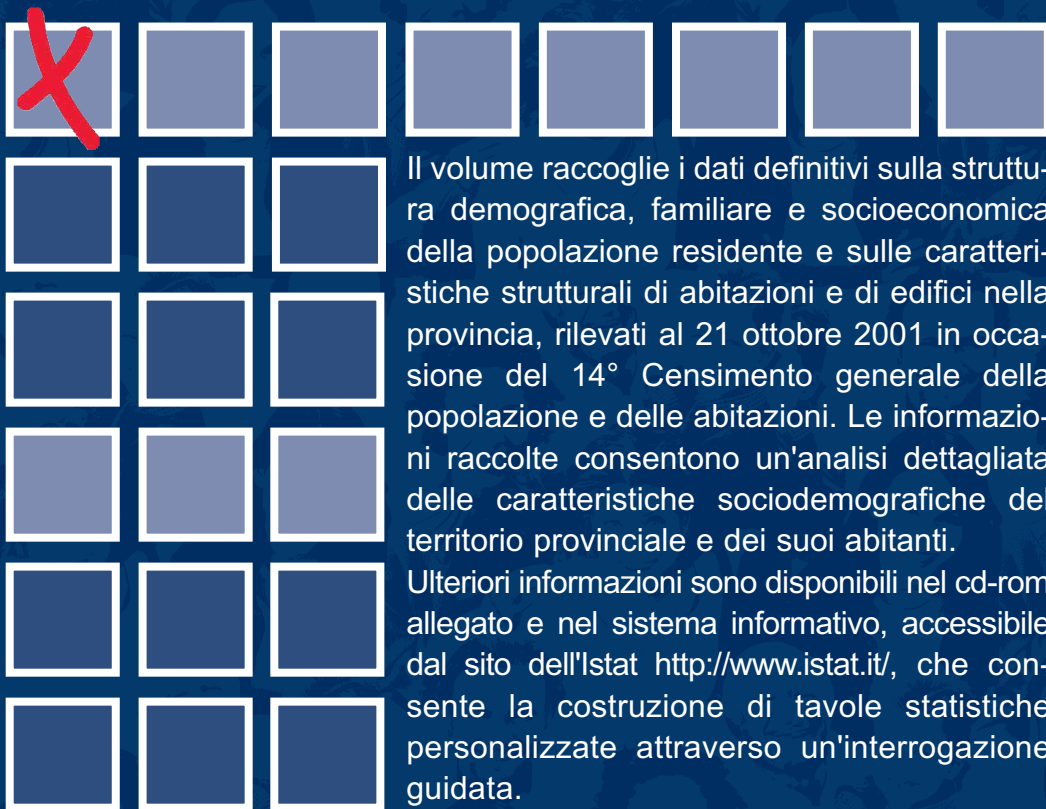 Il volume raccoglie i dati definitivi sulla struttu-
ra demografica, familiare e socioeconomica
della popolazione residente e sulle caratteri-
stiche strutturali di abitazioni e di edifici nella
provincia, rilevati al 21 ottobre 2001 in occa-
sione del 14° Censimento generale della
popolazione e delle abitazioni. Le informazio-
ni raccolte consentono un'analisi dettagliata
delle caratteristiche sociodemografiche del
territorio provinciale e dei suoi abitanti.
Ulteriori informazioni sono disponibili nel cd-rom
allegato e nel sistema informativo, accessibile
dal sito dell'Istat http://www.istat.it/, che con-
sente la costruzione di tavole statistiche
personalizzate attraverso un'interrogazione
guidata.